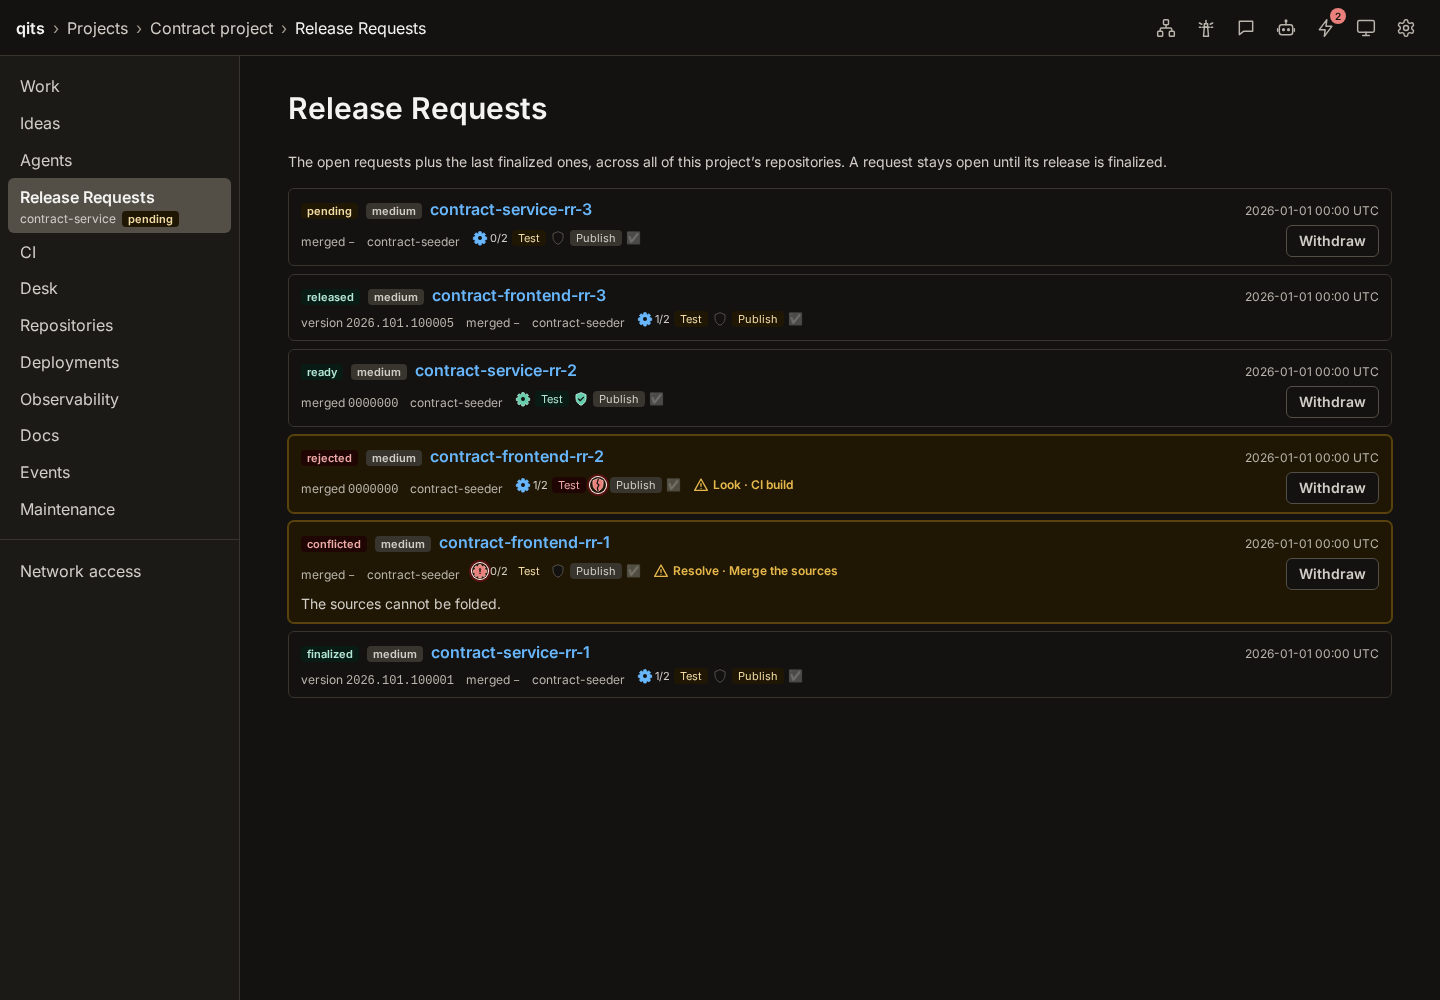 qits › Projects › Contract project › Release Requests
2
Work
Ideas
Agents
Release Requests
contract-service pending
CI
Desk
Repositories
Deployments
Observability
Docs
Events
Maintenance
Network access
Release Requests
The open requests plus the last finalized ones, across all of this project’s repositories. A request stays open until its release is finalized.
pending medium contract-service-rr-3 2026-01-01 00:00 UTC
merged – contract-seeder 0/2 Test Publish Withdraw
released medium contract-frontend-rr-3 2026-01-01 00:00 UTC
version 2026.101.100005 merged – contract-seeder 1/2 Test Publish
ready medium contract-service-rr-2 2026-01-01 00:00 UTC
merged 0000000 contract-seeder Test Publish Withdraw
rejected medium contract-frontend-rr-2 2026-01-01 00:00 UTC
merged 0000000 contract-seeder 1/2 Test Publish Look · CI build Withdraw
conflicted medium contract-frontend-rr-1 2026-01-01 00:00 UTC
merged – contract-seeder 0/2 Test Publish Resolve · Merge the sources Withdraw
The sources cannot be folded.
finalized medium contract-service-rr-1 2026-01-01 00:00 UTC
version 2026.101.100001 merged – contract-seeder 1/2 Test Publish